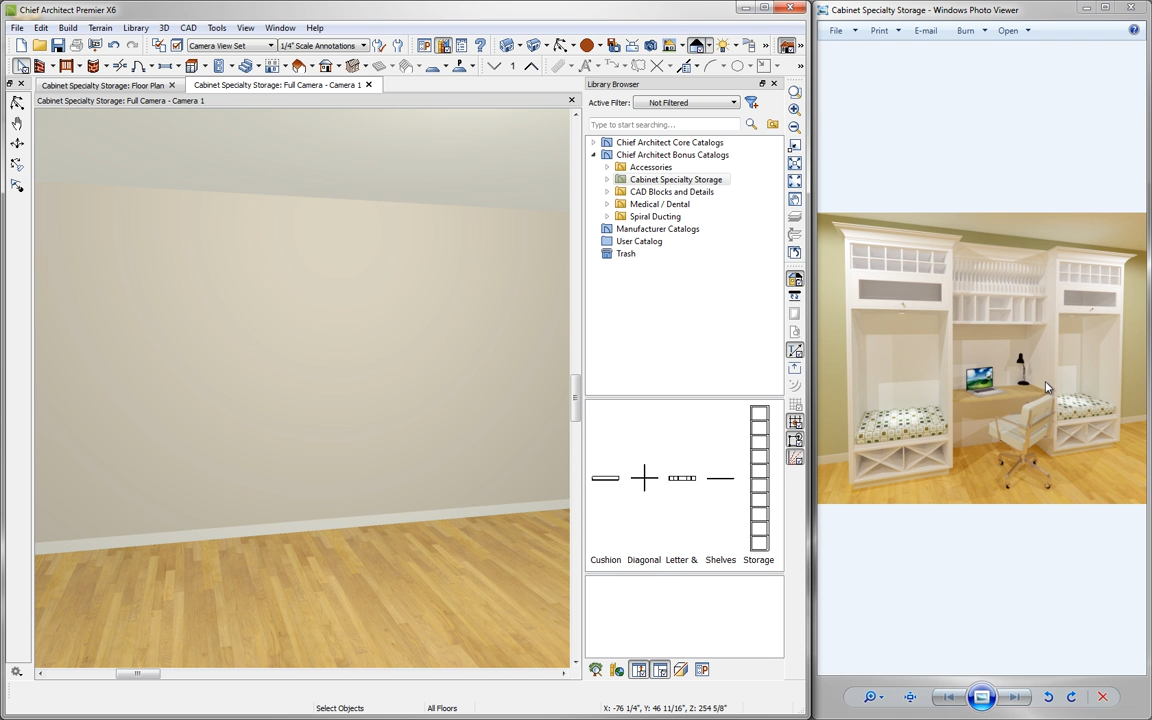 Chief Architect Premier X6
File Edit Build Terrain Library 3D CAD Tools View Window Help
Camera View Set
1/4" Scale Annotations
1
Cabinet Specialty Storage: Floor Plan
Cabinet Specialty Storage: Full Camera - Camera 1
Cabinet Specialty Storage: Full Camera - Camera 1
Library Browser
Active Filter: Not Filtered
Type to start searching...
Chief Architect Core Catalogs
Chief Architect Bonus Catalogs
Accessories
Cabinet Specialty Storage
CAD Blocks and Details
Medical / Dental
Spiral Ducting
Manufacturer Catalogs
User Catalog
Trash
Cushion Diagonal Letter & Shelves Storage
Select Objects
All Floors
X: -76 1/4", Y: 46 11/16", Z: 254 5/8"
Cabinet Specialty Storage - Windows Photo Viewer
File Print E-mail Burn Open